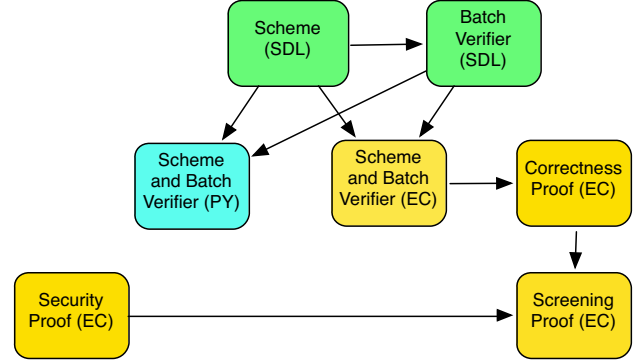 Scheme
(SDL)
Batch
Verifier
(SDL)
Scheme
and Batch
Verifier (PY)
Scheme
and Batch
Verifier (EC)
Correctness
Proof (EC)
Security
Proof (EC)
Screening
Proof (EC)